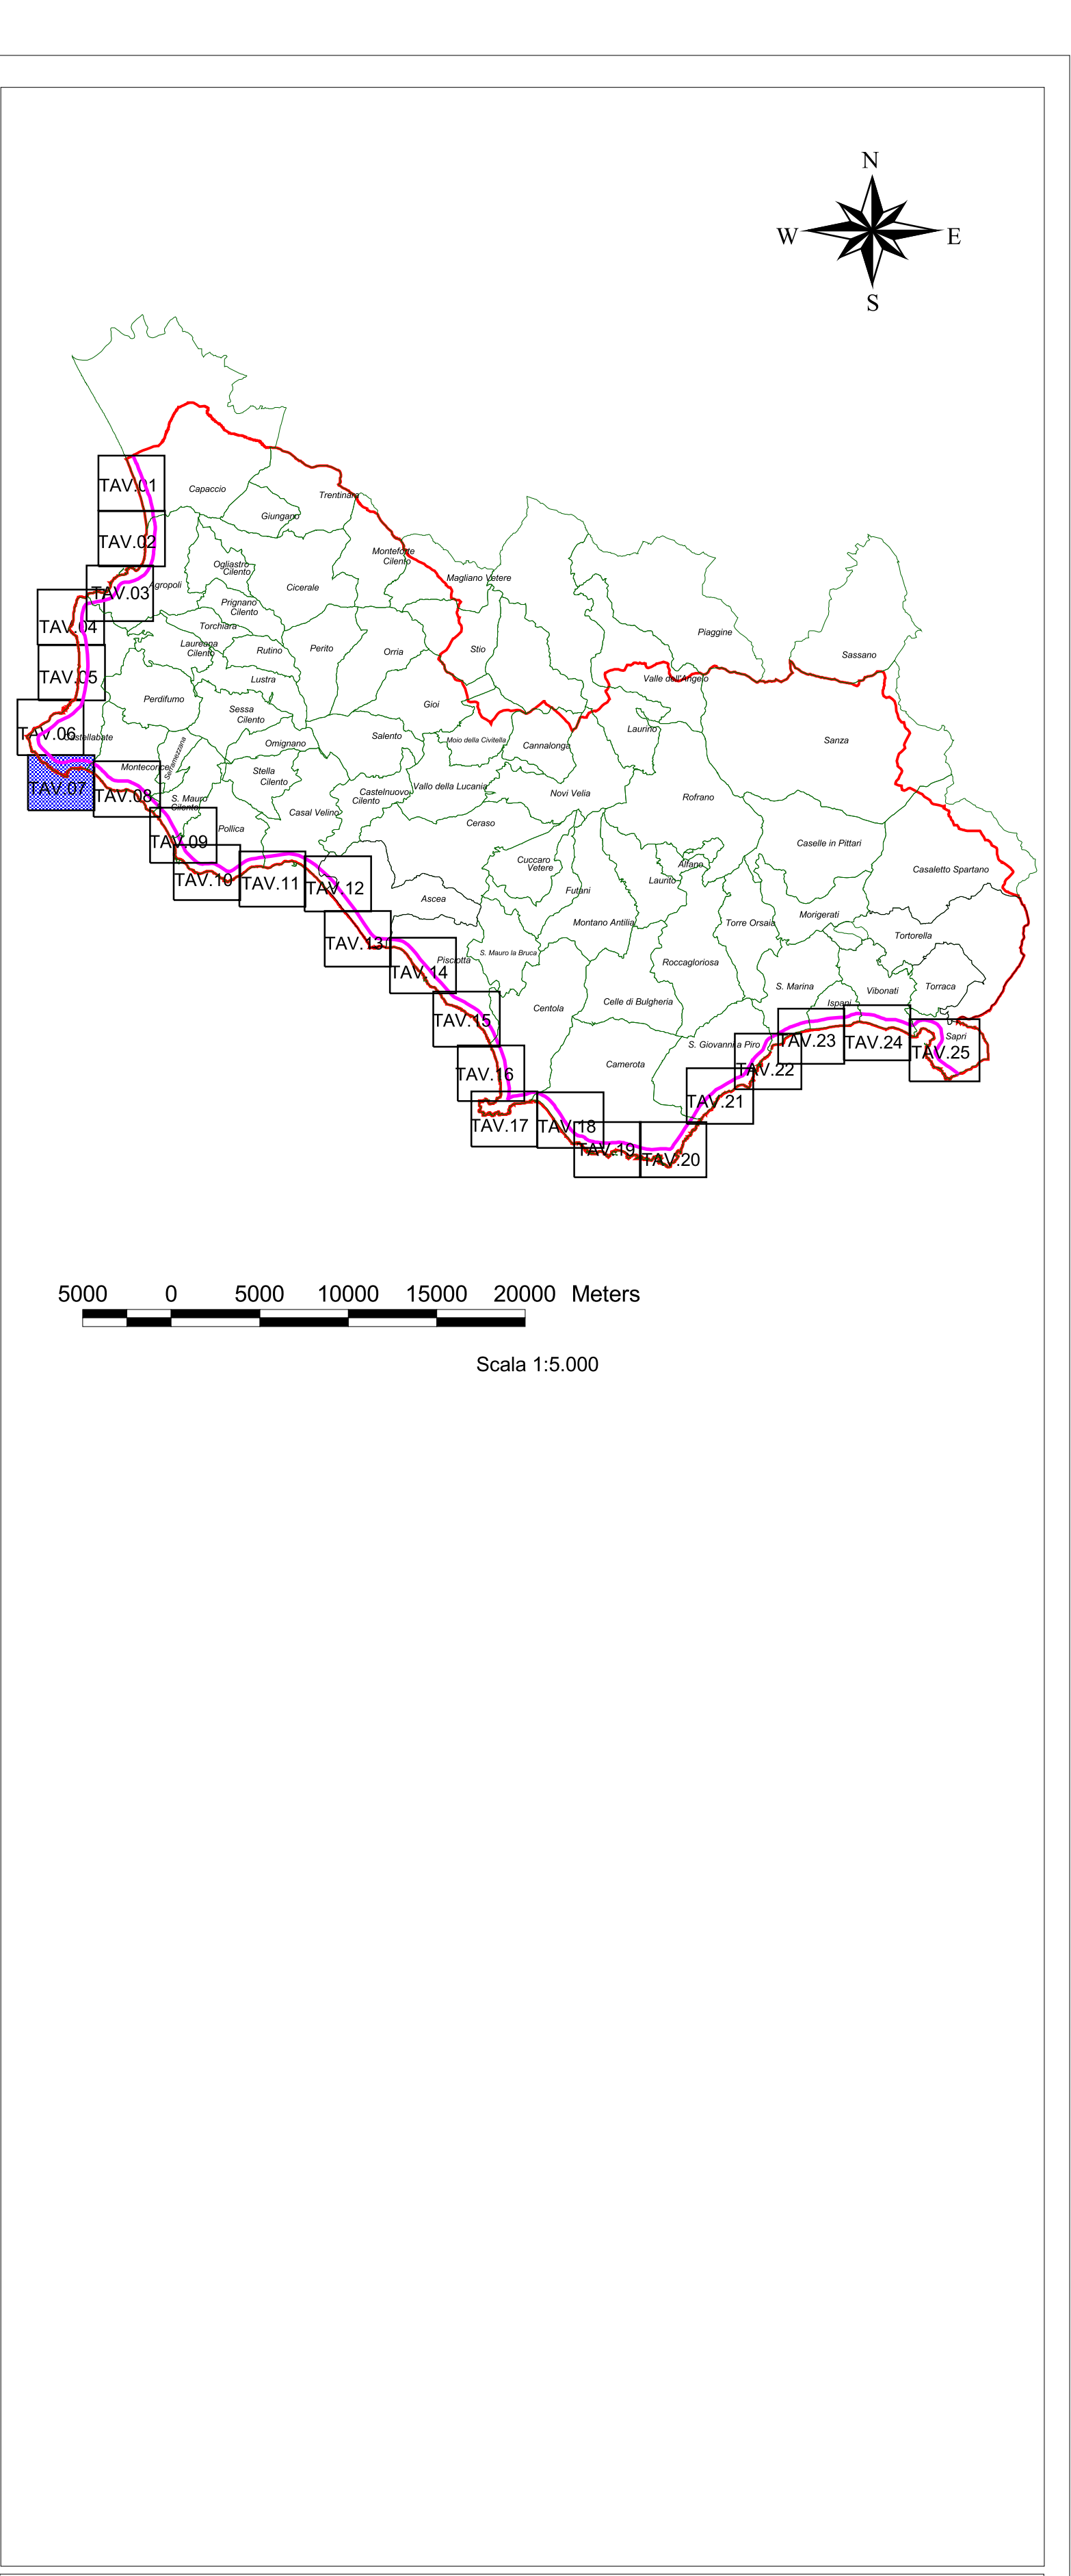 N
W E
S
TAV.01
Capaccio
Trentinara
Giungano
TAV.02
Monteforte
Cilento
Magliano Vetere
Ogliastro
Cilento
Cicerale
Agropoli
TAV.03
Prignano
Cilento
TAV.04
Torchiara
Piaggine
Laureana
Cilento
Rutino
Perito
Orria
Stio
Sassano
TAV.05
Lustra
Valle dell'Angelo
Perdifumo
Gioi
Sessa
Cilento
TAV.06
Castellabate
Salento
Laurino
Omignano
Moio della Civitella
Cannalonga
Sanza
Serramezzana
Montecorice
Stella
Cilento
TAV.07
TAV.08
Castelnuovo
Cilento
Vallo della Lucania
Novi Velia
Rofrano
S. Mauro
Cilento
Casal Velino
Ceraso
Pollica
TAV.09
Caselle in Pittari
Cuccaro
Vetere
Alfano
Casaletto Spartano
TAV.10
TAV.11
TAV.12
Laurito
Futani
Ascea
Morigerati
Montano Antilia
Torre Orsaia
Tortorella
TAV.13
S. Mauro la Bruca
Pisciotta
Roccagloriosa
TAV.14
S. Marina
Vibonati
Torraca
Ispani
Celle di Bulgheria
Centola
TAV.15
Sapri
TAV.23
TAV.24
S. Giovanni a Piro
TAV.25
Camerota
TAV.16
TAV.22
TAV.21
TAV.17
TAV.18
TAV.19
TAV.20
5000 0 5000 10000 15000 20000 Meters
Scala 1:5.000